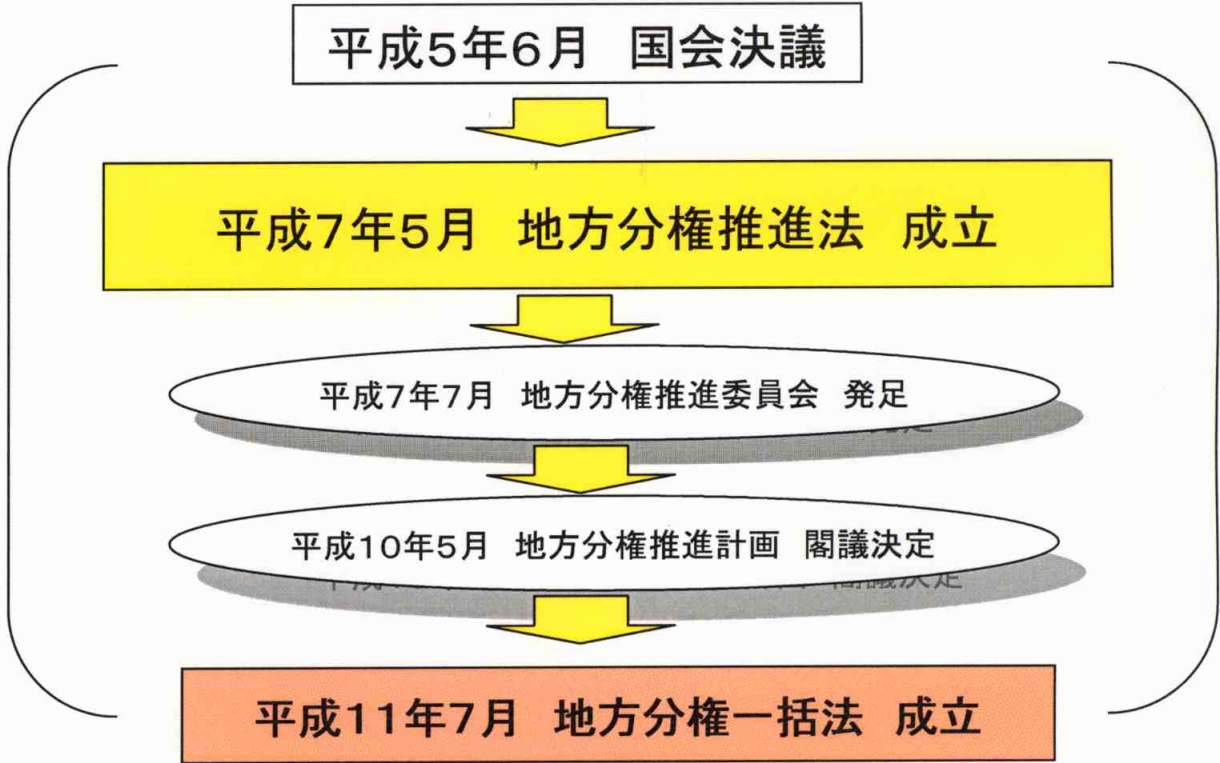 平成5年6月　国会決議
平成7年5月　地方分権推進法　成立
平成7年7月　地方分権推進委員会　発足
平成10年5月　地方分権推進計画　閣議決定
平成11年7月　地方分権一括法　成立